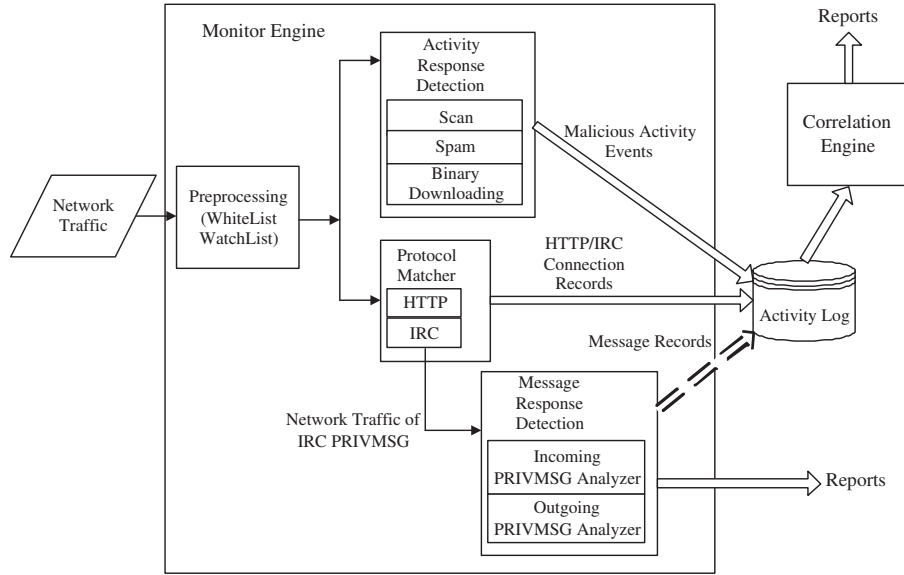 Monitor Engine
Network
Traffic
Preprocessing
(WhiteList
WatchList)
Activity
Response
Detection
Scan
Spam
Binary
Downloading
Protocol
Matcher
HTTP
IRC
Network Traffic of
IRC PRIVMSG
Message
Response
Detection
Incoming
PRIVMSG Analyzer
Outgoing
PRIVMSG Analyzer
Malicious Activity
Events
HTTP/IRC
Connection
Records
Message Records
Activity Log
Correlation
Engine
Reports
Reports